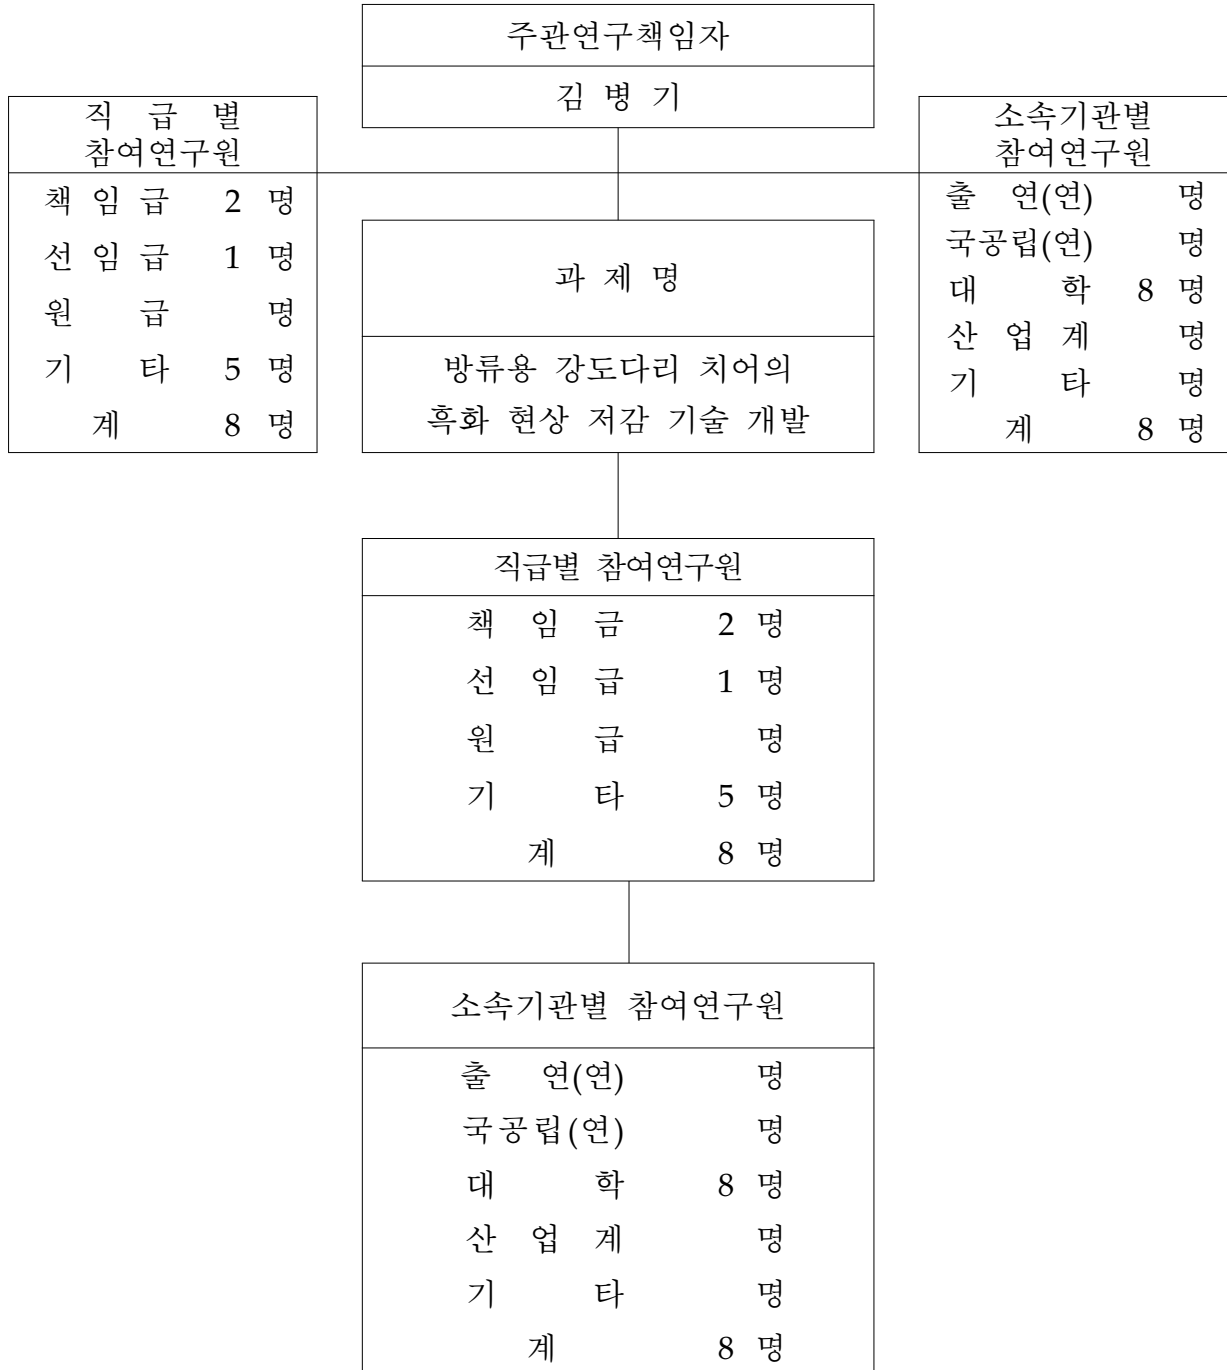 주관연구책임자
김 병 기
직 급 별
참여연구원
책 임 급 2 명
선 임 급 1 명
원 급 명
기 타 5 명
계 8 명
소속기관별
참여연구원
출 연(연) 명
국공립(연) 명
대 학 8 명
산 업 계 명
기 타 명
계 8 명
과 제 명
방류용 강도다리 치어의
흑화 현상 저감 기술 개발
직급별 참여연구원
책 임 금 2 명
선 임 급 1 명
원 급 명
기 타 5 명
계 8 명
소속기관별 참여연구원
출 연(연) 명
국공립(연) 명
대 학 8 명
산 업 계 명
기 타 명
계 8 명